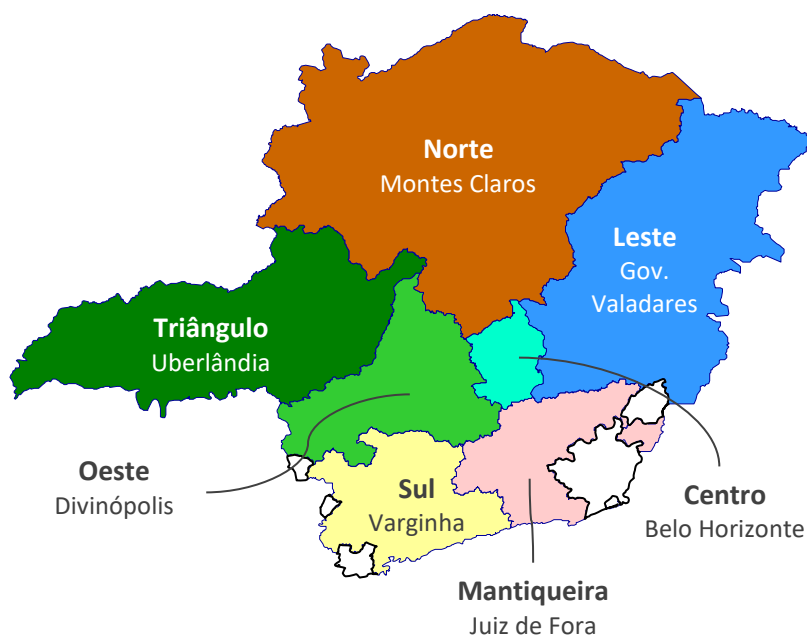 Norte
Montes Claros
Leste
Gov.
Valadares
Triângulo
Uberlândia
Oeste
Divinópolis
Sul
Varginha
Centro
Belo Horizonte
Mantiqueira
Juiz de Fora